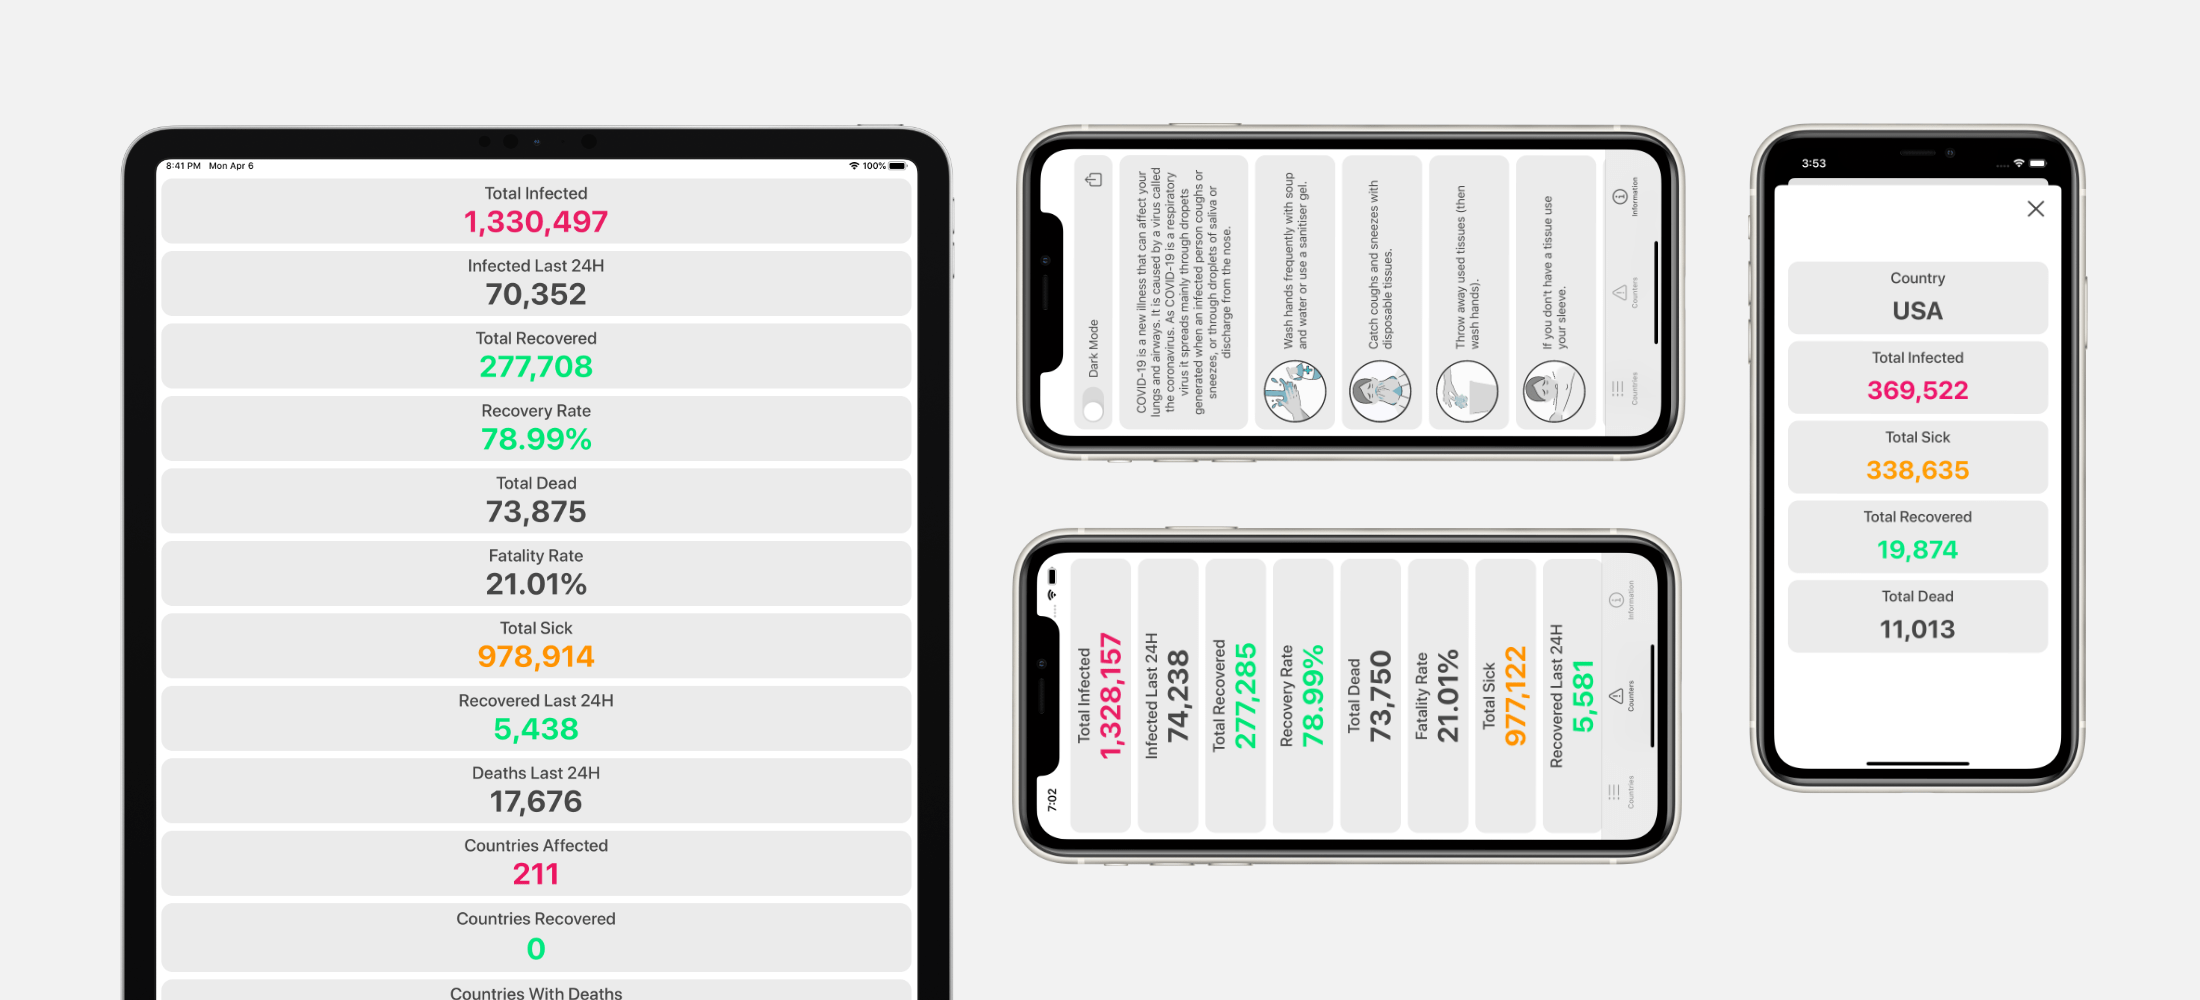 8:41 PM Mon Apr 6
100%
Total Infected
1,330,497
Infected Last 24H
70,352
Total Recovered
277,708
Recovery Rate
78.99%
Total Dead
73,875
Fatality Rate
21.01%
Total Sick
978,914
Recovered Last 24H
5,438
Deaths Last 24H
17,676
Countries Affected
211
Countries Recovered
0
Countries With Deaths
Dark Mode
COVID-19 is a new illness that can affect your
lungs and airways. It is caused by a virus called
the coronavirus. As COVID-19 is a respiratory
virus it spreads mainly through dropets
generated when an infected person coughs or
sneezes, or through droplets of saliva or
discharge from the nose.
Wash hands frequently with soup
and water or use a sanitiser gel.
Catch coughs and sneezes with
disposable tissues.
Throw away used tissues (then
wash hands).
If you don't have a tissue use
your sleeve.
Countries
Counters
Information
7:02
Total Infected
1,328,157
Infected Last 24H
74,238
Total Recovered
277,285
Recovery Rate
78.99%
Total Dead
73,750
Fatality Rate
21.01%
Total Sick
977,122
Recovered Last 24H
5,581
Countries
Counters
Information
3:53
Country
USA
Total Infected
369,522
Total Sick
338,635
Total Recovered
19,874
Total Dead
11,013